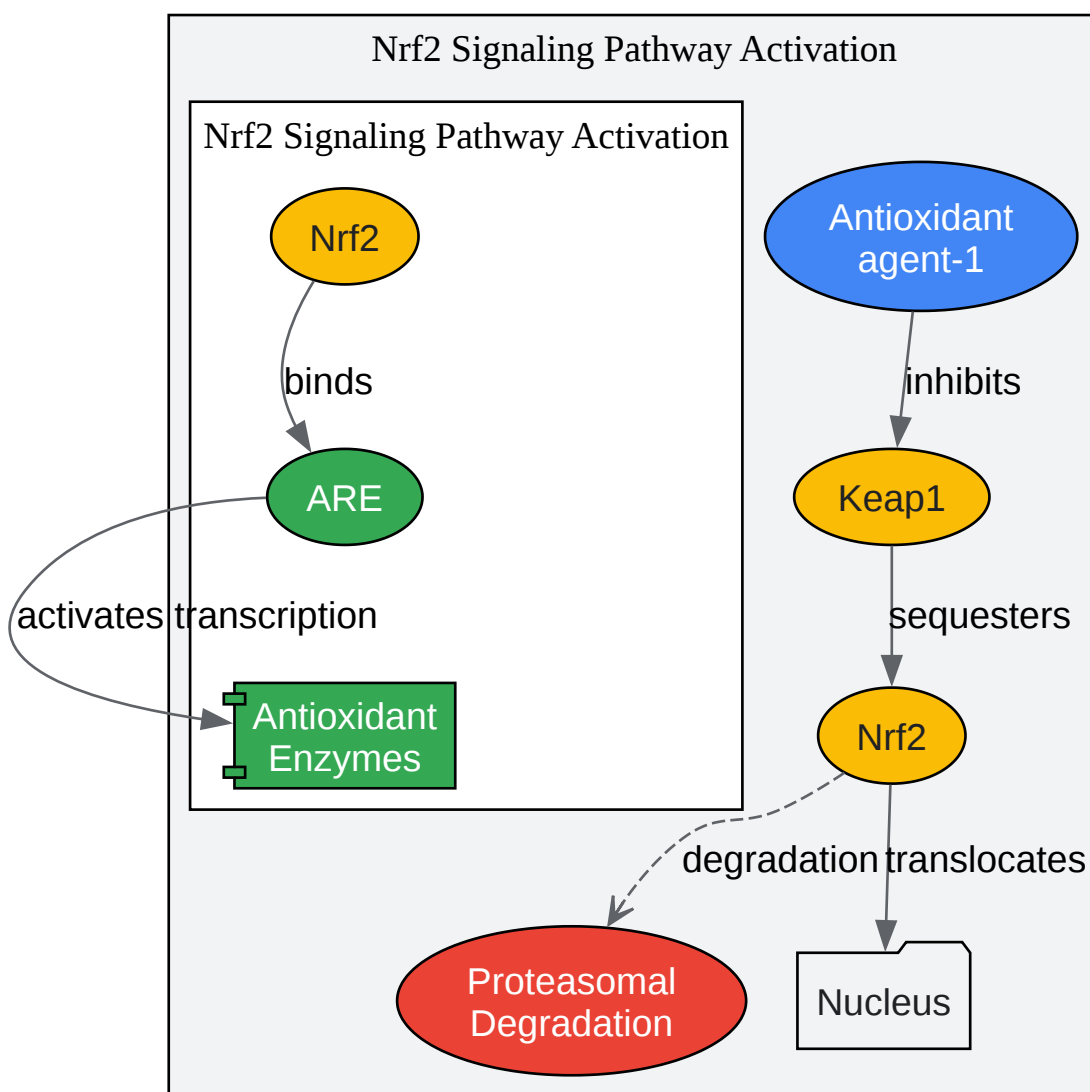 Nrf2 Signaling Pathway Activation
Nrf2 Signaling Pathway Activation
Nrf2
Antioxidant
agent-1
binds
inhibits
ARE
Keap1
activates transcription
sequesters
Antioxidant
Enzymes
Nrf2
degradation
translocates
Proteasomal
Degradation
Nucleus